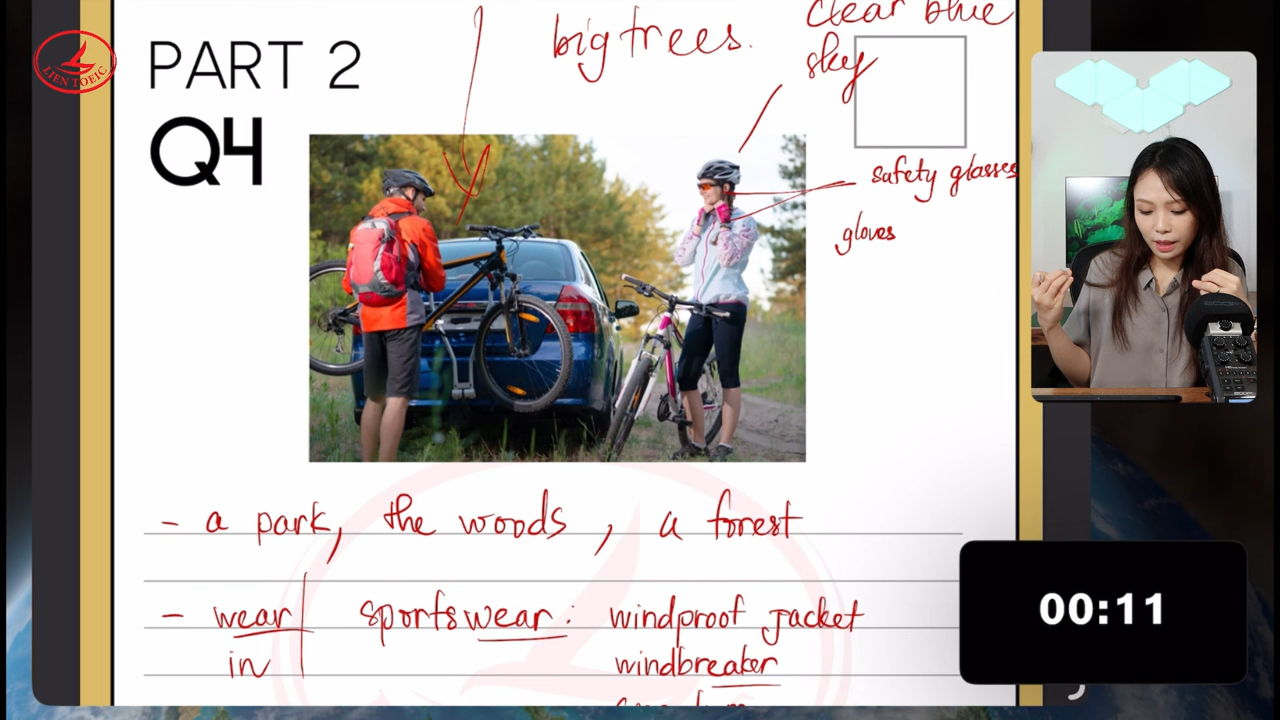 clear blue
big trees.
sky
PART 2
LIEN TOEIC
Q4
safety glasses
gloves
- a park, the woods, a forest
- wear sportswear: windproof jacket
in windbreaker
00:11